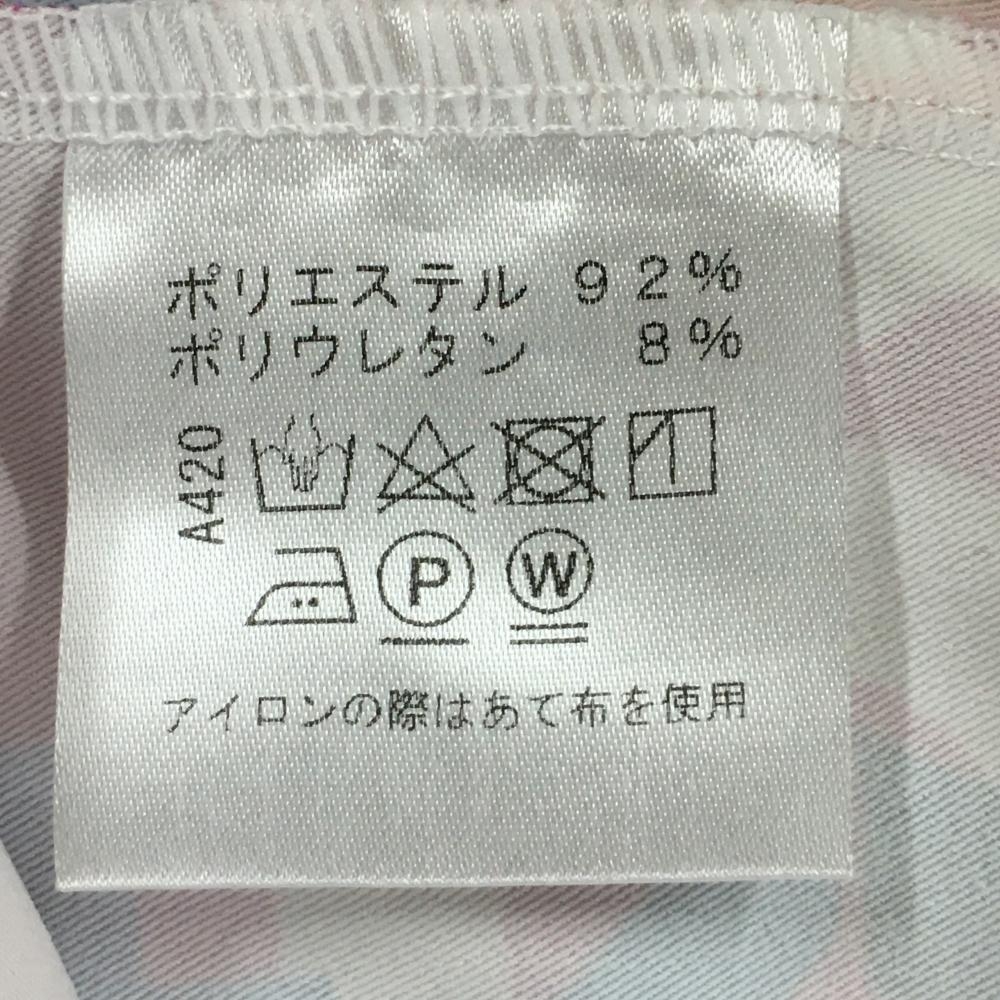 ポリエステル 92%
ポリウレタン 8%
A420
P W
アイロンの際はあて布を使用